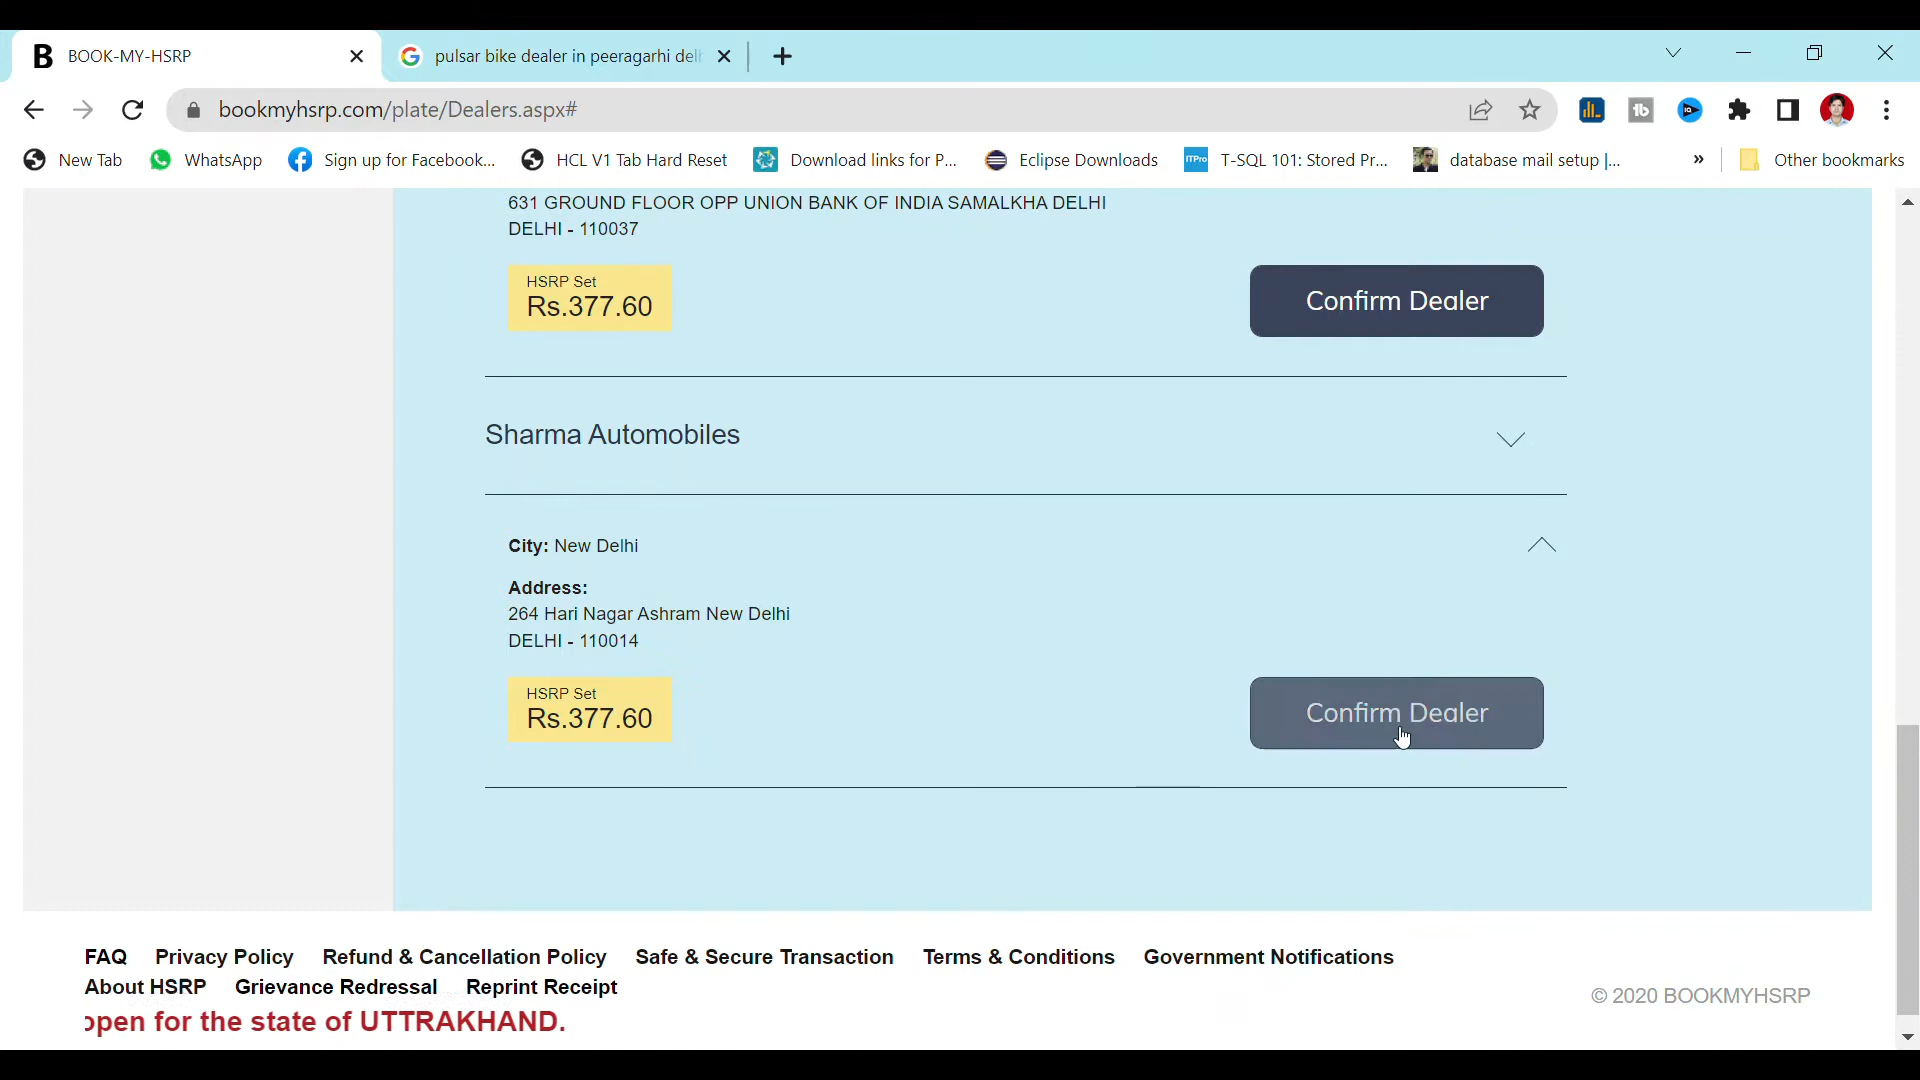 B BOOK-MY-HSRP
pulsar bike dealer in peeragarhi del
bookmyhsrp.com/plate/Dealers.aspx#
New Tab WhatsApp Sign up for Facebook... HCL V1 Tab Hard Reset Download links for P... Eclipse Downloads ITPro T-SQL 101: Stored Pr... database mail setup |... » Other bookmarks
631 GROUND FLOOR OPP UNION BANK OF INDIA SAMALKHA DELHI
DELHI - 110037
HSRP Set
Rs.377.60
Confirm Dealer
Sharma Automobiles
City: New Delhi
Address:
264 Hari Nagar Ashram New Delhi
DELHI - 110014
HSRP Set
Rs.377.60
Confirm Dealer
FAQ Privacy Policy Refund & Cancellation Policy Safe & Secure Transaction Terms & Conditions Government Notifications
About HSRP Grievance Redressal Reprint Receipt
© 2020 BOOKMYHSRP
open for the state of UTTRAKHAND.